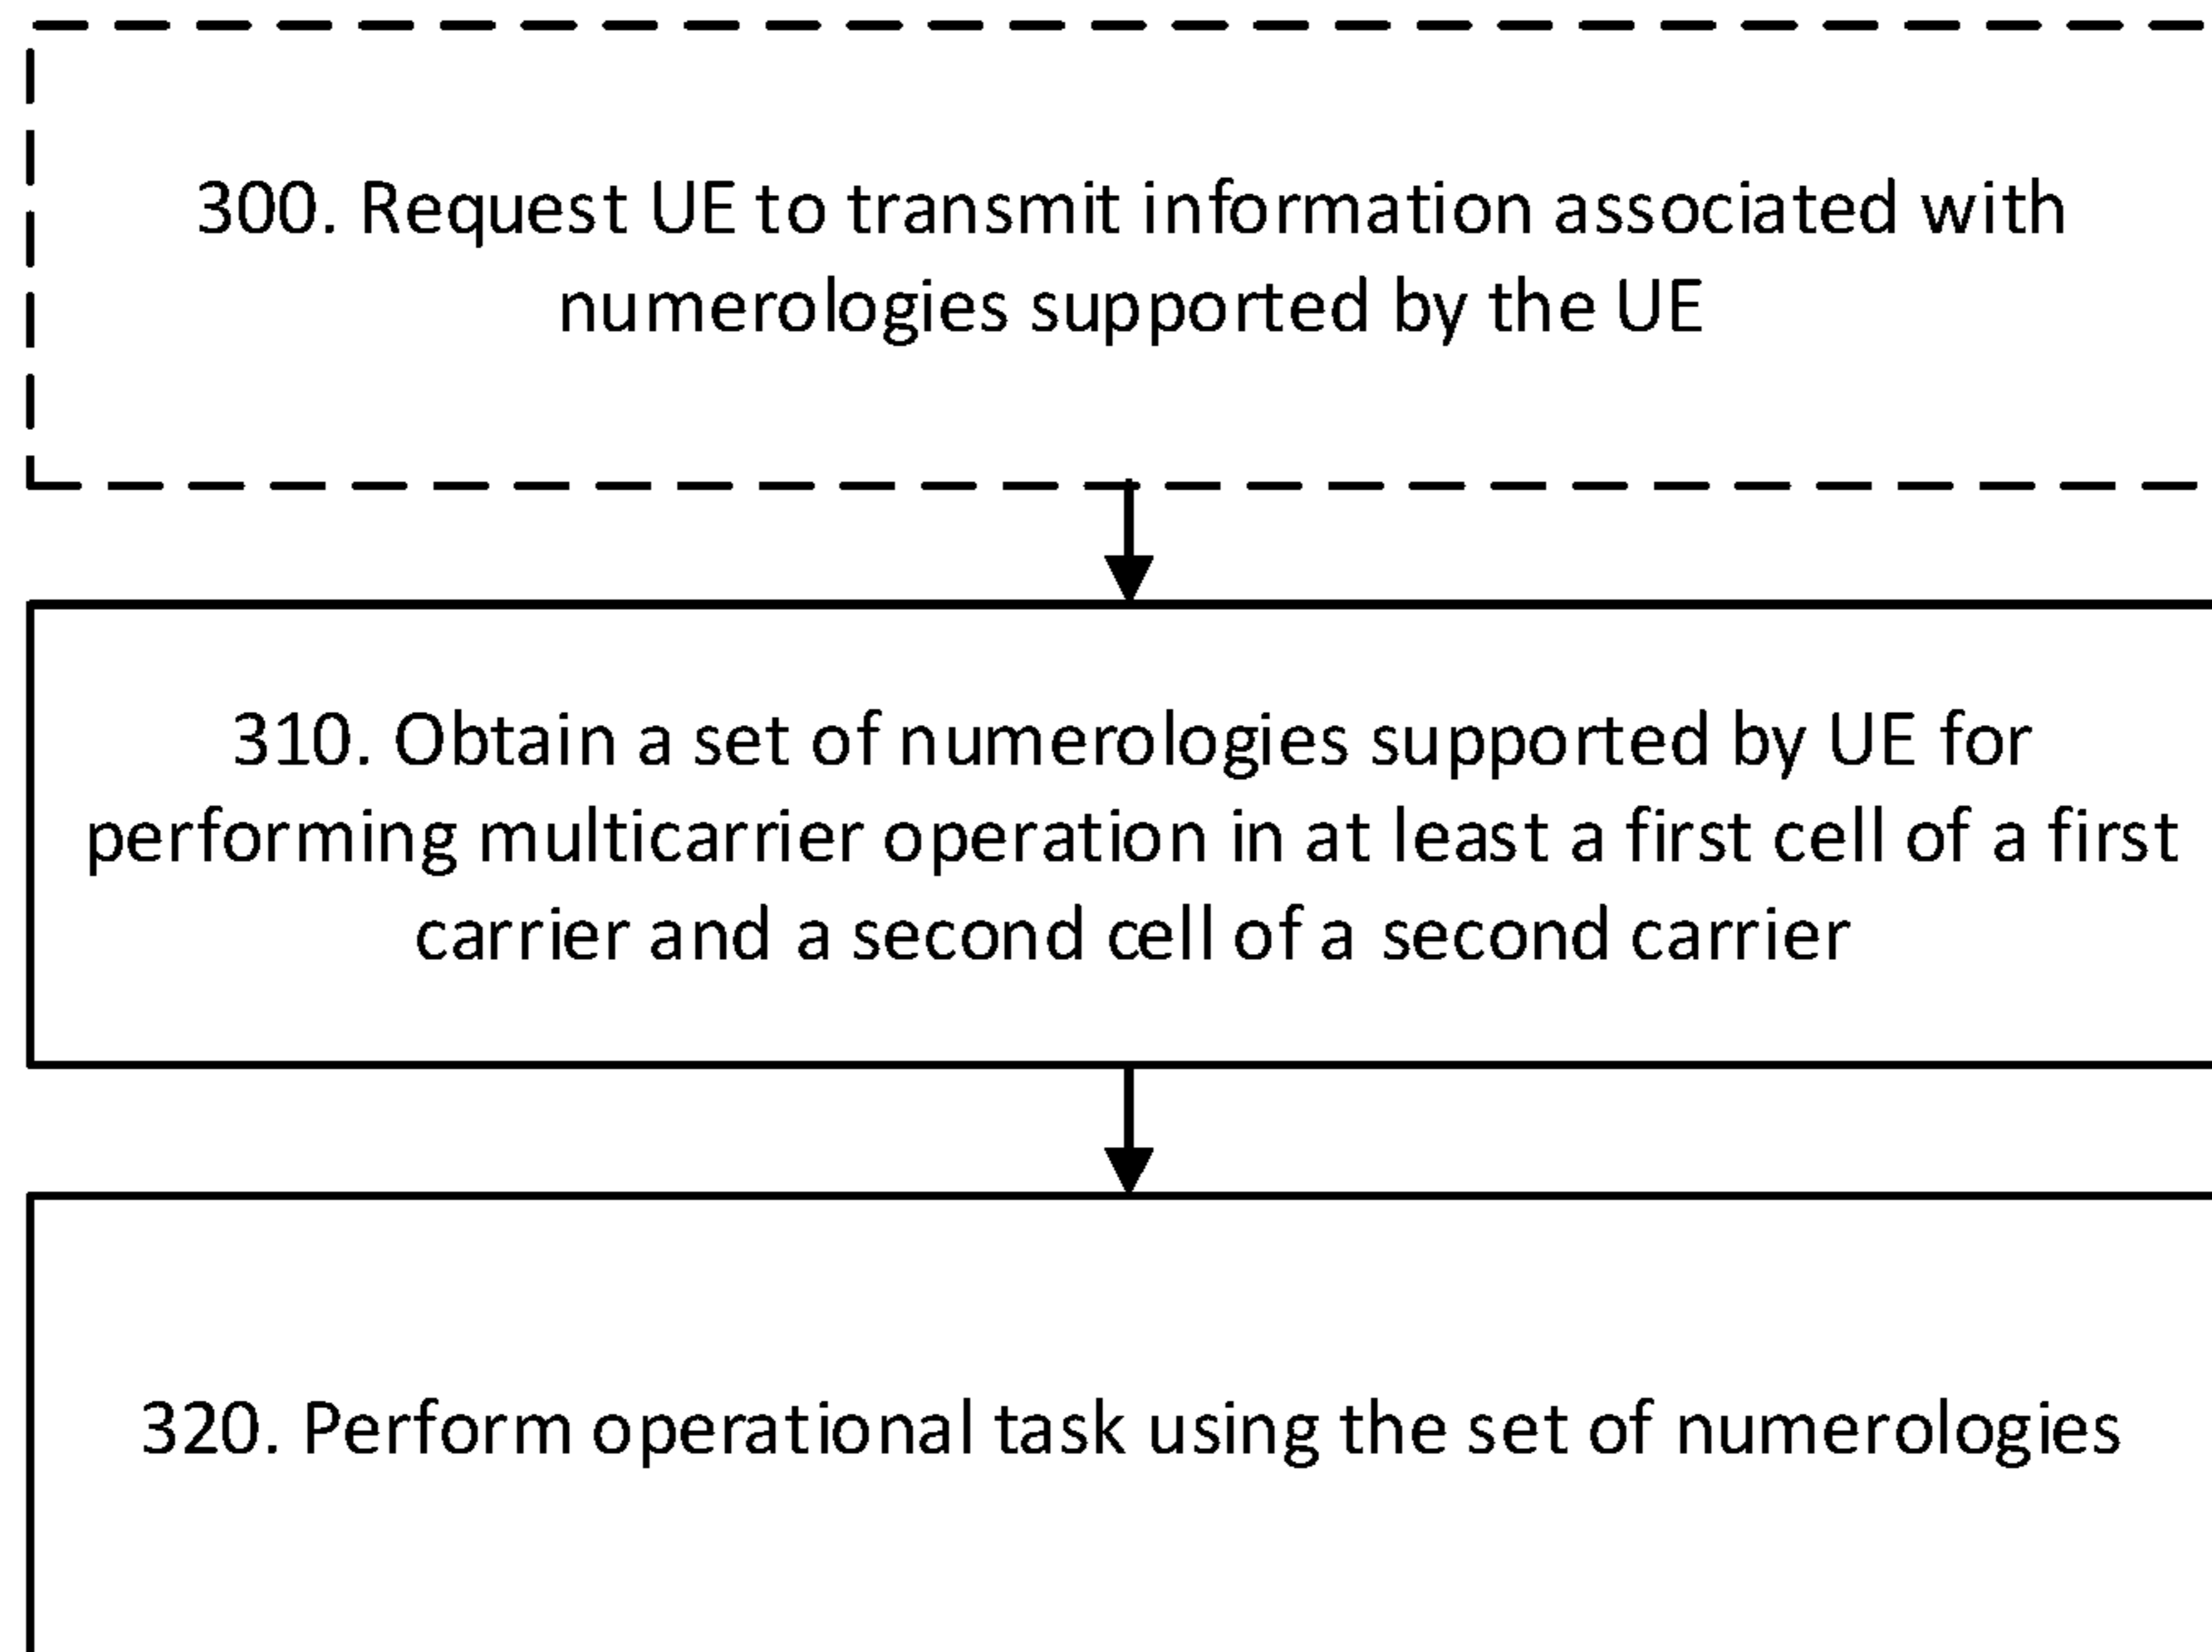 300. Request UE to transmit information associated with
numerologies supported by the UE
310. Obtain a set of numerologies supported by UE for
performing multicarrier operation in at least a first cell of a first
carrier and a second cell of a second carrier
320. Perform operational task using the set of numerologies